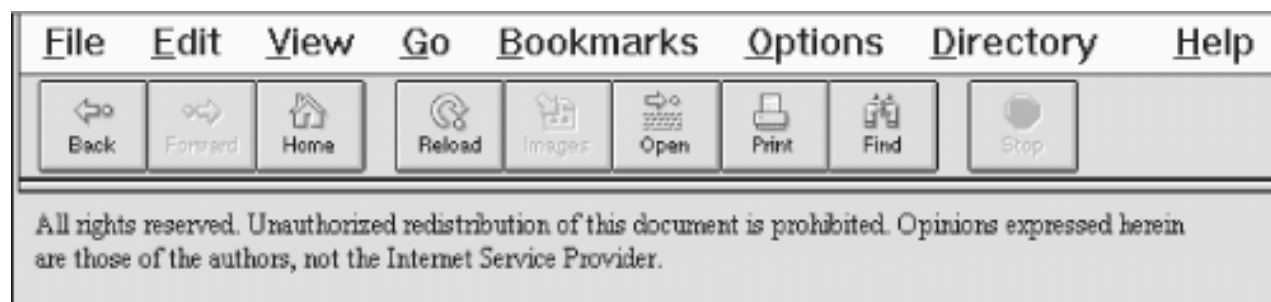 File Edit View Go Bookmarks Options Directory Help
Back Forward Home Reload Images Open Print Find Stop
All rights reserved. Unauthorized redistribution of this document is prohibited. Opinions expressed herein
are those of the authors, not the Internet Service Provider.